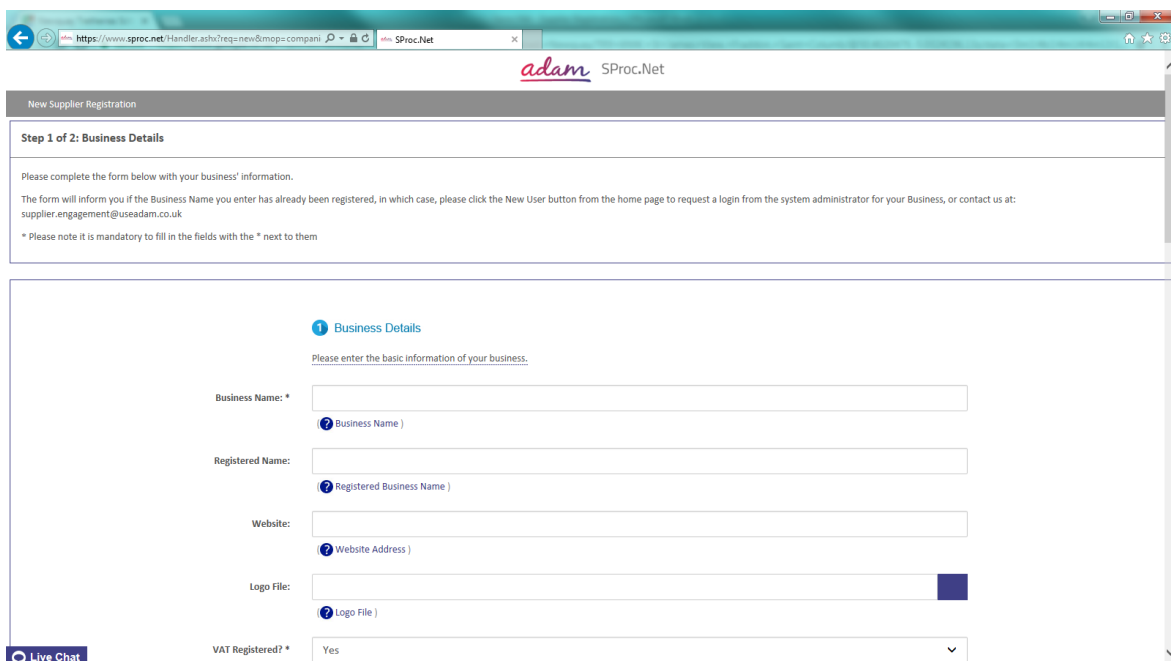 https://www.sproc.net/Handler.ashx?req=new&mop=compani
SProc.Net
adam SProc.Net
New Supplier Registration
Step 1 of 2: Business Details
Please complete the form below with your business' information.
The form will inform you if the Business Name you enter has already been registered, in which case, please click the New User button from the home page to request a login from the system administrator for your Business, or contact us at:
supplier.engagement@useadam.co.uk
* Please note it is mandatory to fill in the fields with the * next to them
1 Business Details
Please enter the basic information of your business.
Business Name: *
(? Business Name )
Registered Name:
(? Registered Business Name )
Website:
(? Website Address )
Logo File:
(? Logo File )
VAT Registered? * Yes
Live Chat